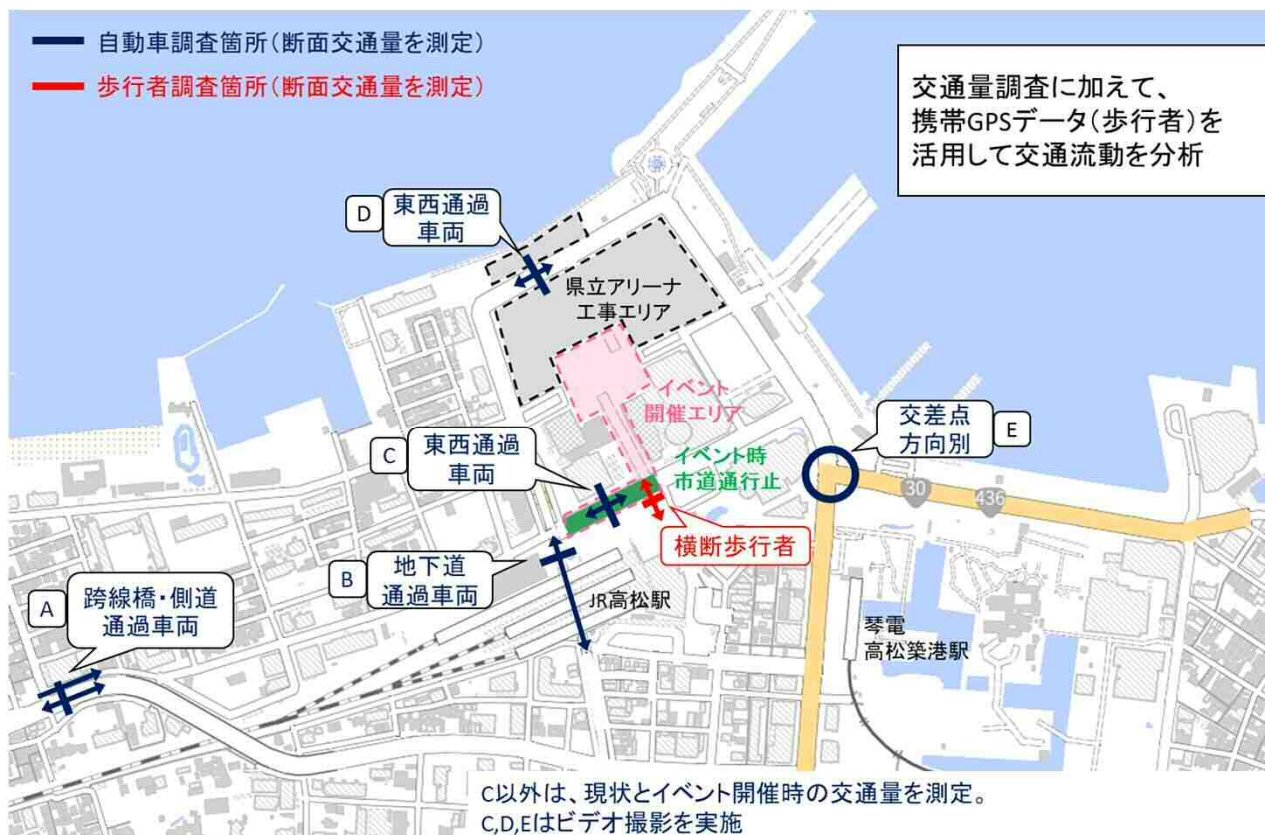 自動車調査箇所(断面交通量を測定)
歩行者調査箇所(断面交通量を測定)
交通量調査に加えて、
携帯GPSデータ(歩行者)を
活用して交通流動を分析
D
東西通過
車両
県立アリーナ
工事エリア
イベント
開催エリア
C
東西通過
車両
イベント時
市道通行止
交差点
方向別
E
30
436
横断歩行者
B
地下道
通過車両
JR高松駅
A
跨線橋・側道
通過車両
琴電
高松築港駅
C以外は、現状とイベント開催時の交通量を測定。
C,D,Eはビデオ撮影を実施